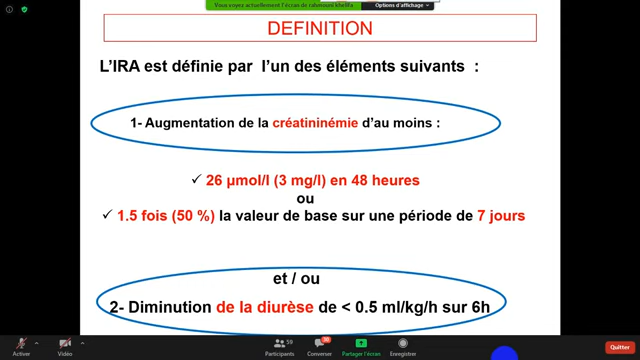 Vous voyez actuellement l'écran de rahmouni khelifa
Options d'affichage
DEFINITION
L'IRA est définie par l'un des éléments suivants :
1- Augmentation de la créatininémie d'au moins :
✓ 26 µmol/l (3 mg/l) en 48 heures
ou
✓ 1.5 fois (50 %) la valeur de base sur une période de 7 jours
et / ou
2- Diminution de la diurèse de < 0.5 ml/kg/h sur 6h
59
38
Activer
Vidéo
Participants
Converser
Partager l'écran
Enregistrer
Quitter